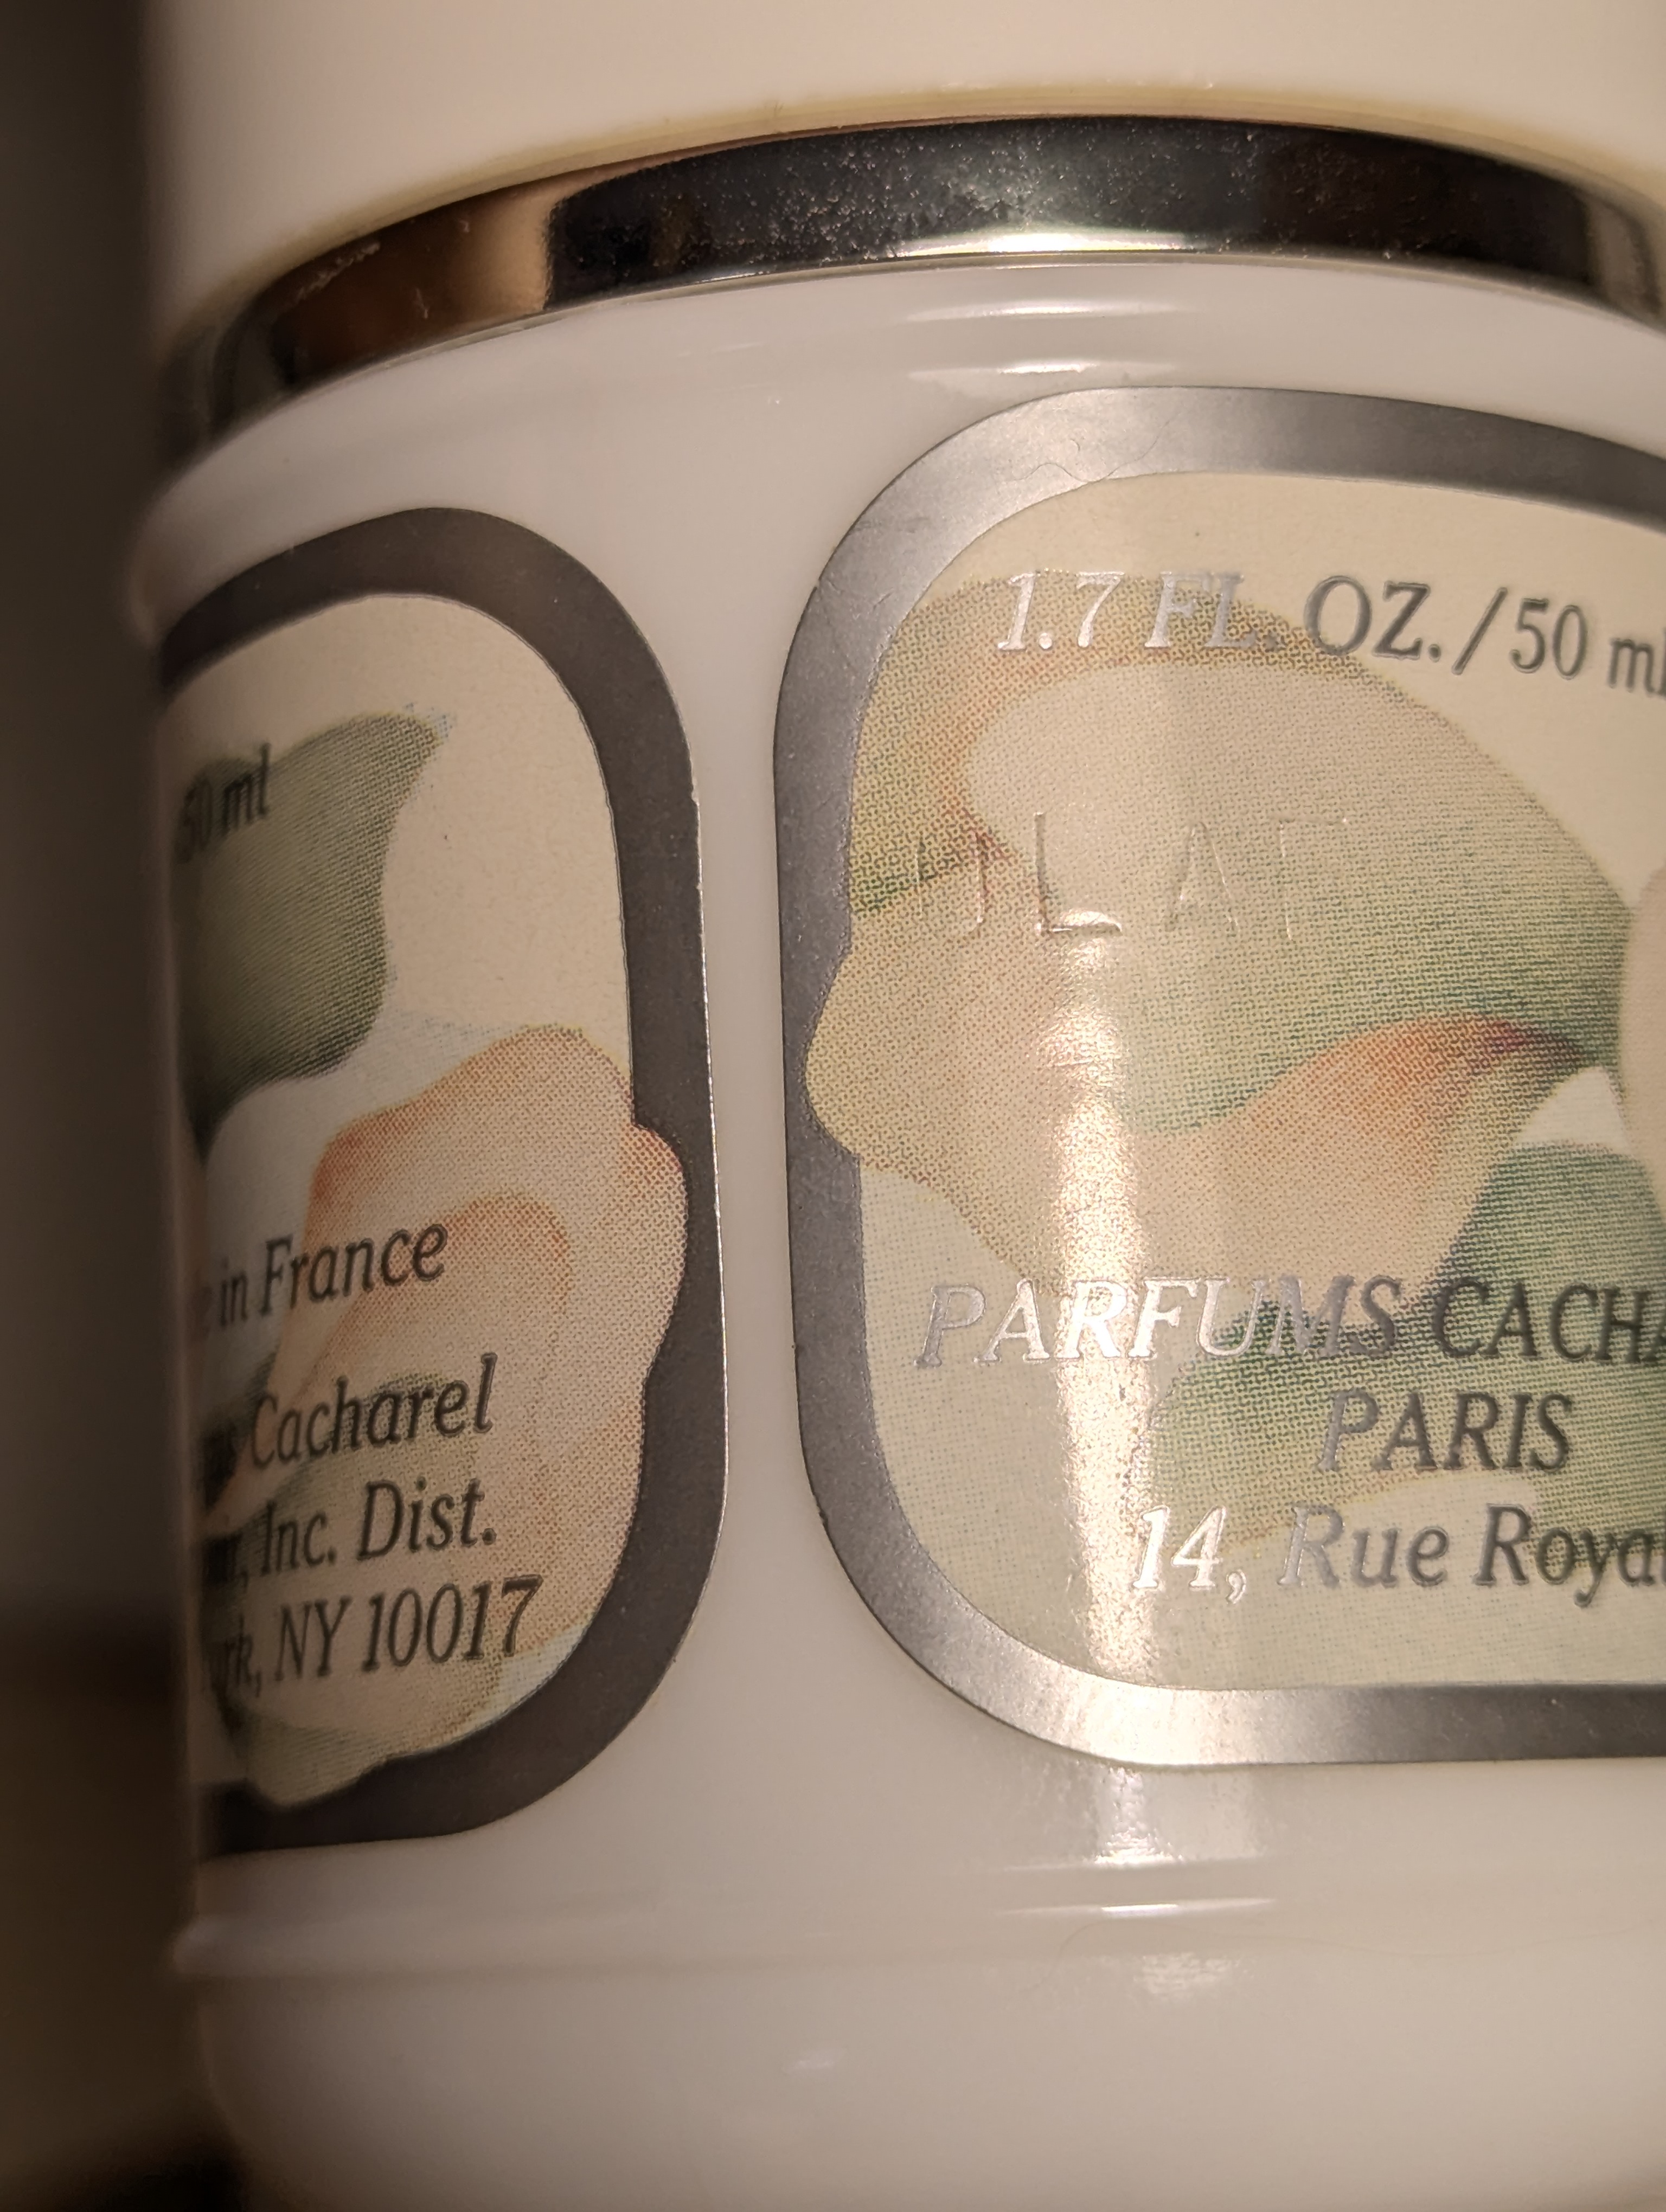 50 ml
in France
Cacharel
Inc. Dist.
NY 10017
1.7 FL. OZ. / 50 ml
PARFUMS
PARIS
14, Rue